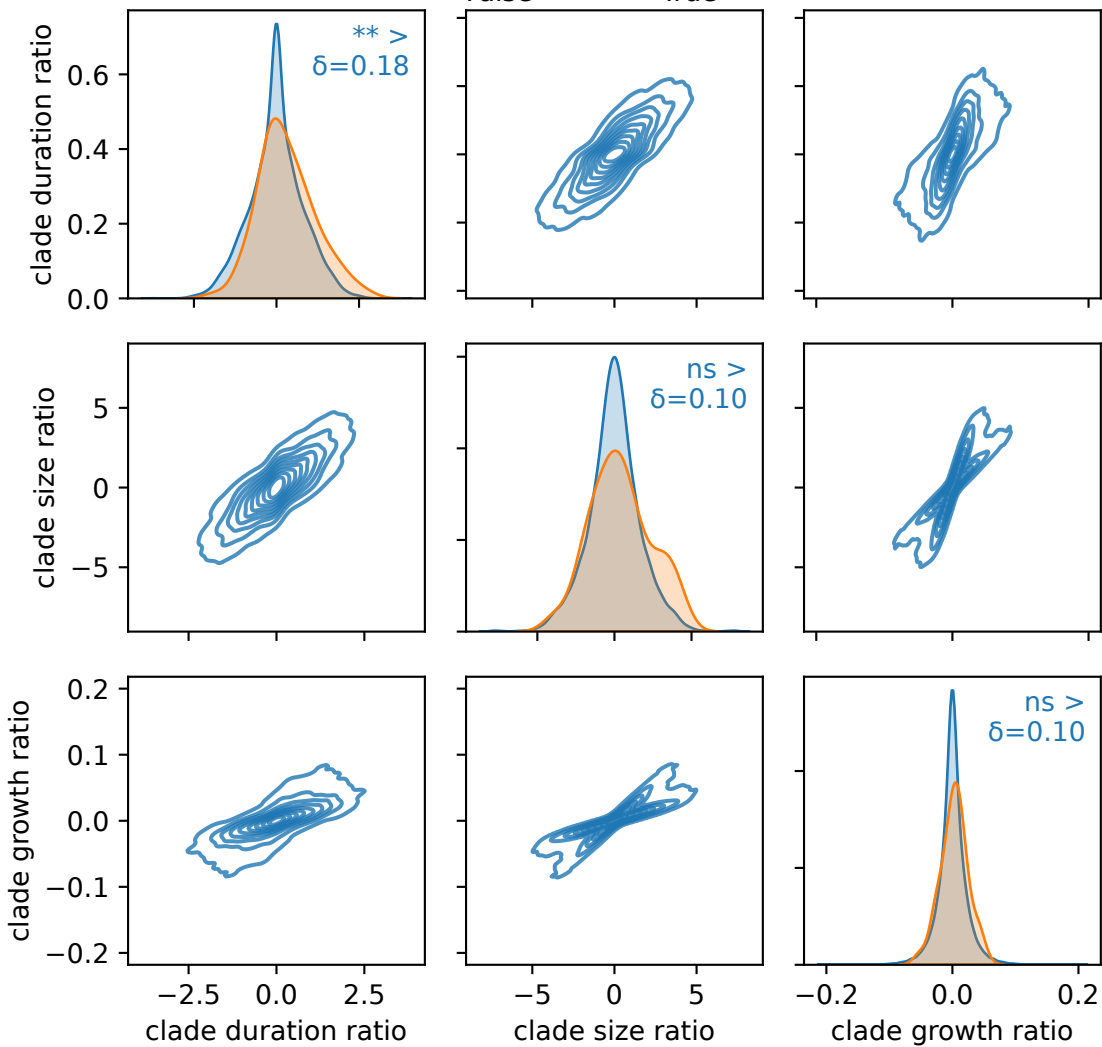 clade duration ratio
0.6
0.4
0.2
0.0
** >
δ=0.18
clade size ratio
5
0
−5
ns >
δ=0.10
clade growth ratio
0.2
0.1
0.0
−0.1
−0.2
ns >
δ=0.10
−2.5
0.0
2.5
−5
0
5
−0.2
0.0
0.2
clade duration ratio
clade size ratio
clade growth ratio